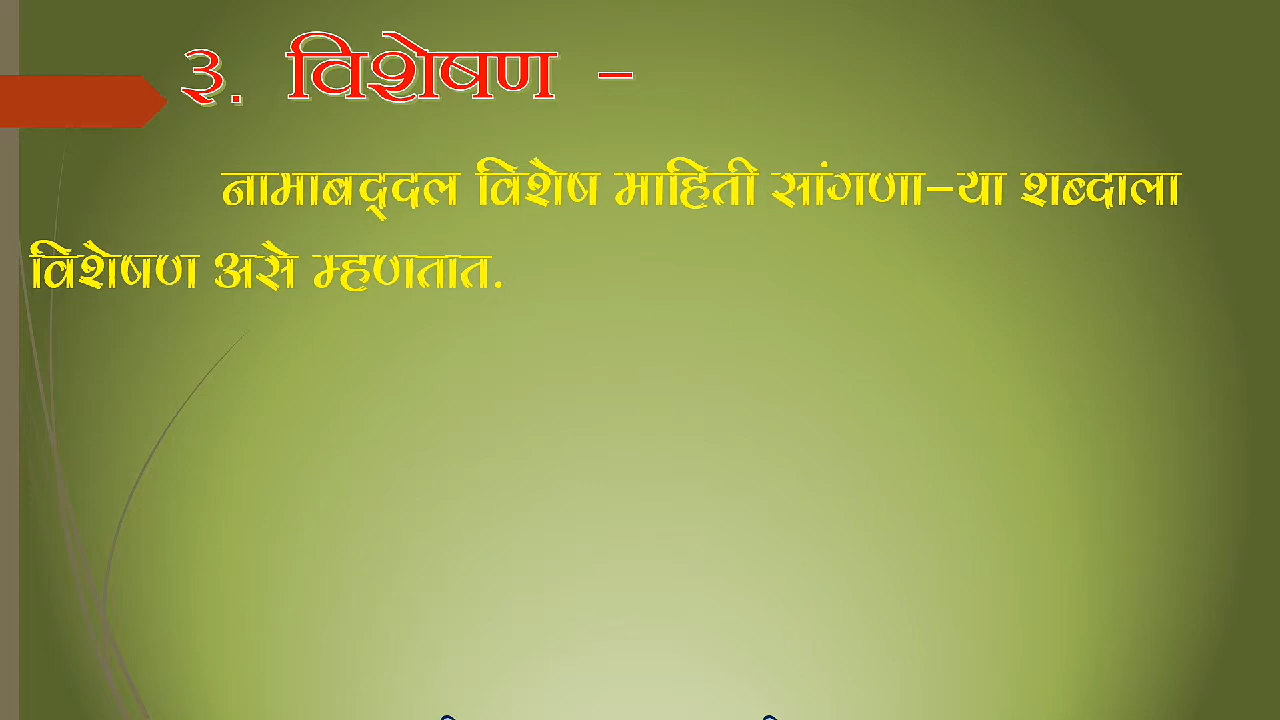 ३. विशेषण -
नामाबद्दल विशेष माहिती सांगणा-या शब्दाला
विशेषण असे म्हणतात.